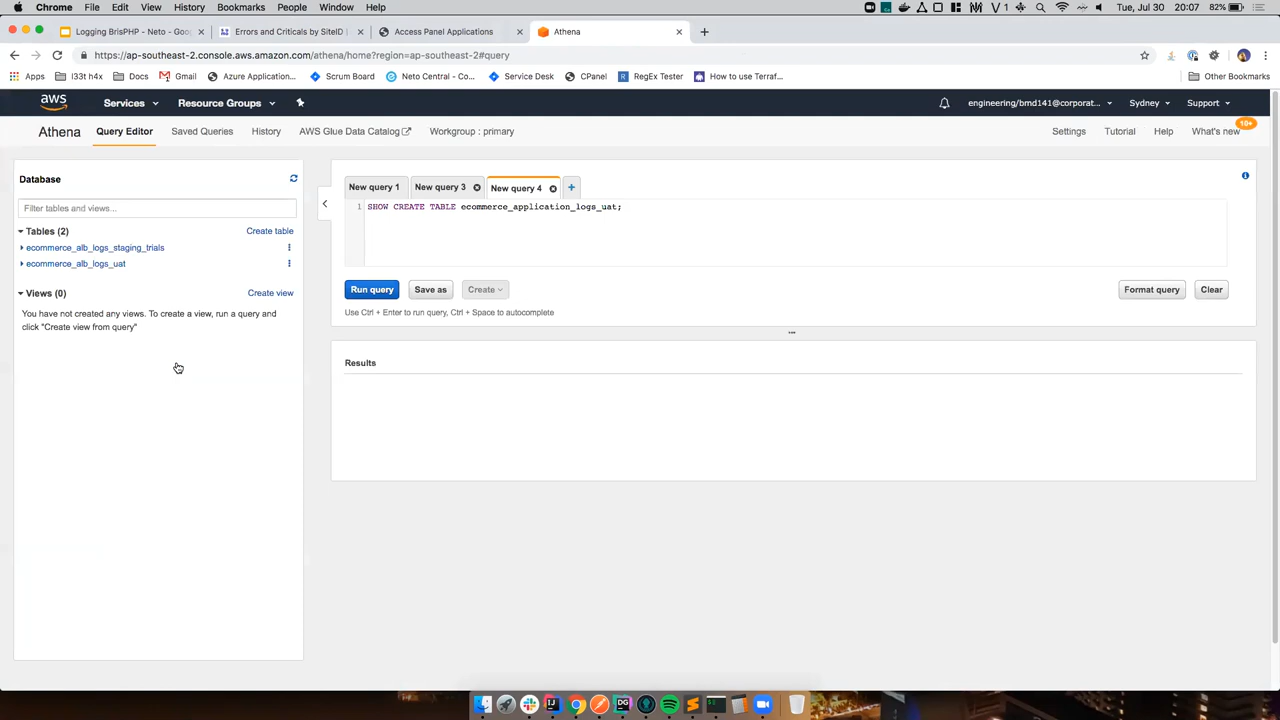 Chrome File Edit View History Bookmarks People Window Help 1 Tue, Jul 30 20:07 82%
Logging BrisPHP - Neto - Goog Errors and Criticals by SiteID Access Panel Applications Athena
https://ap-southeast-2.console.aws.amazon.com/athena/home?region=ap-southeast-2#query
Apps l33t h4x Docs Gmail Azure Application... Scrum Board Neto Central - Co... Service Desk CPanel RegEx Tester How to use Terraf... Other Bookmarks
aws Services Resource Groups engineering/bmd141@corporat... Sydney Support
Athena Query Editor Saved Queries History AWS Glue Data Catalog Workgroup : primary Settings Tutorial Help What's new 10+
Database
Filter tables and views...
Tables (2) Create table
ecommerce_alb_logs_staging_trials
ecommerce_alb_logs_uat
Views (0) Create view
You have not created any views. To create a view, run a query and
click "Create view from query"
New query 1 New query 3 New query 4
1 SHOW CREATE TABLE ecommerce_application_logs_uat;
Run query Save as Create Format query Clear
Use Ctrl + Enter to run query, Ctrl + Space to autocomplete
Results